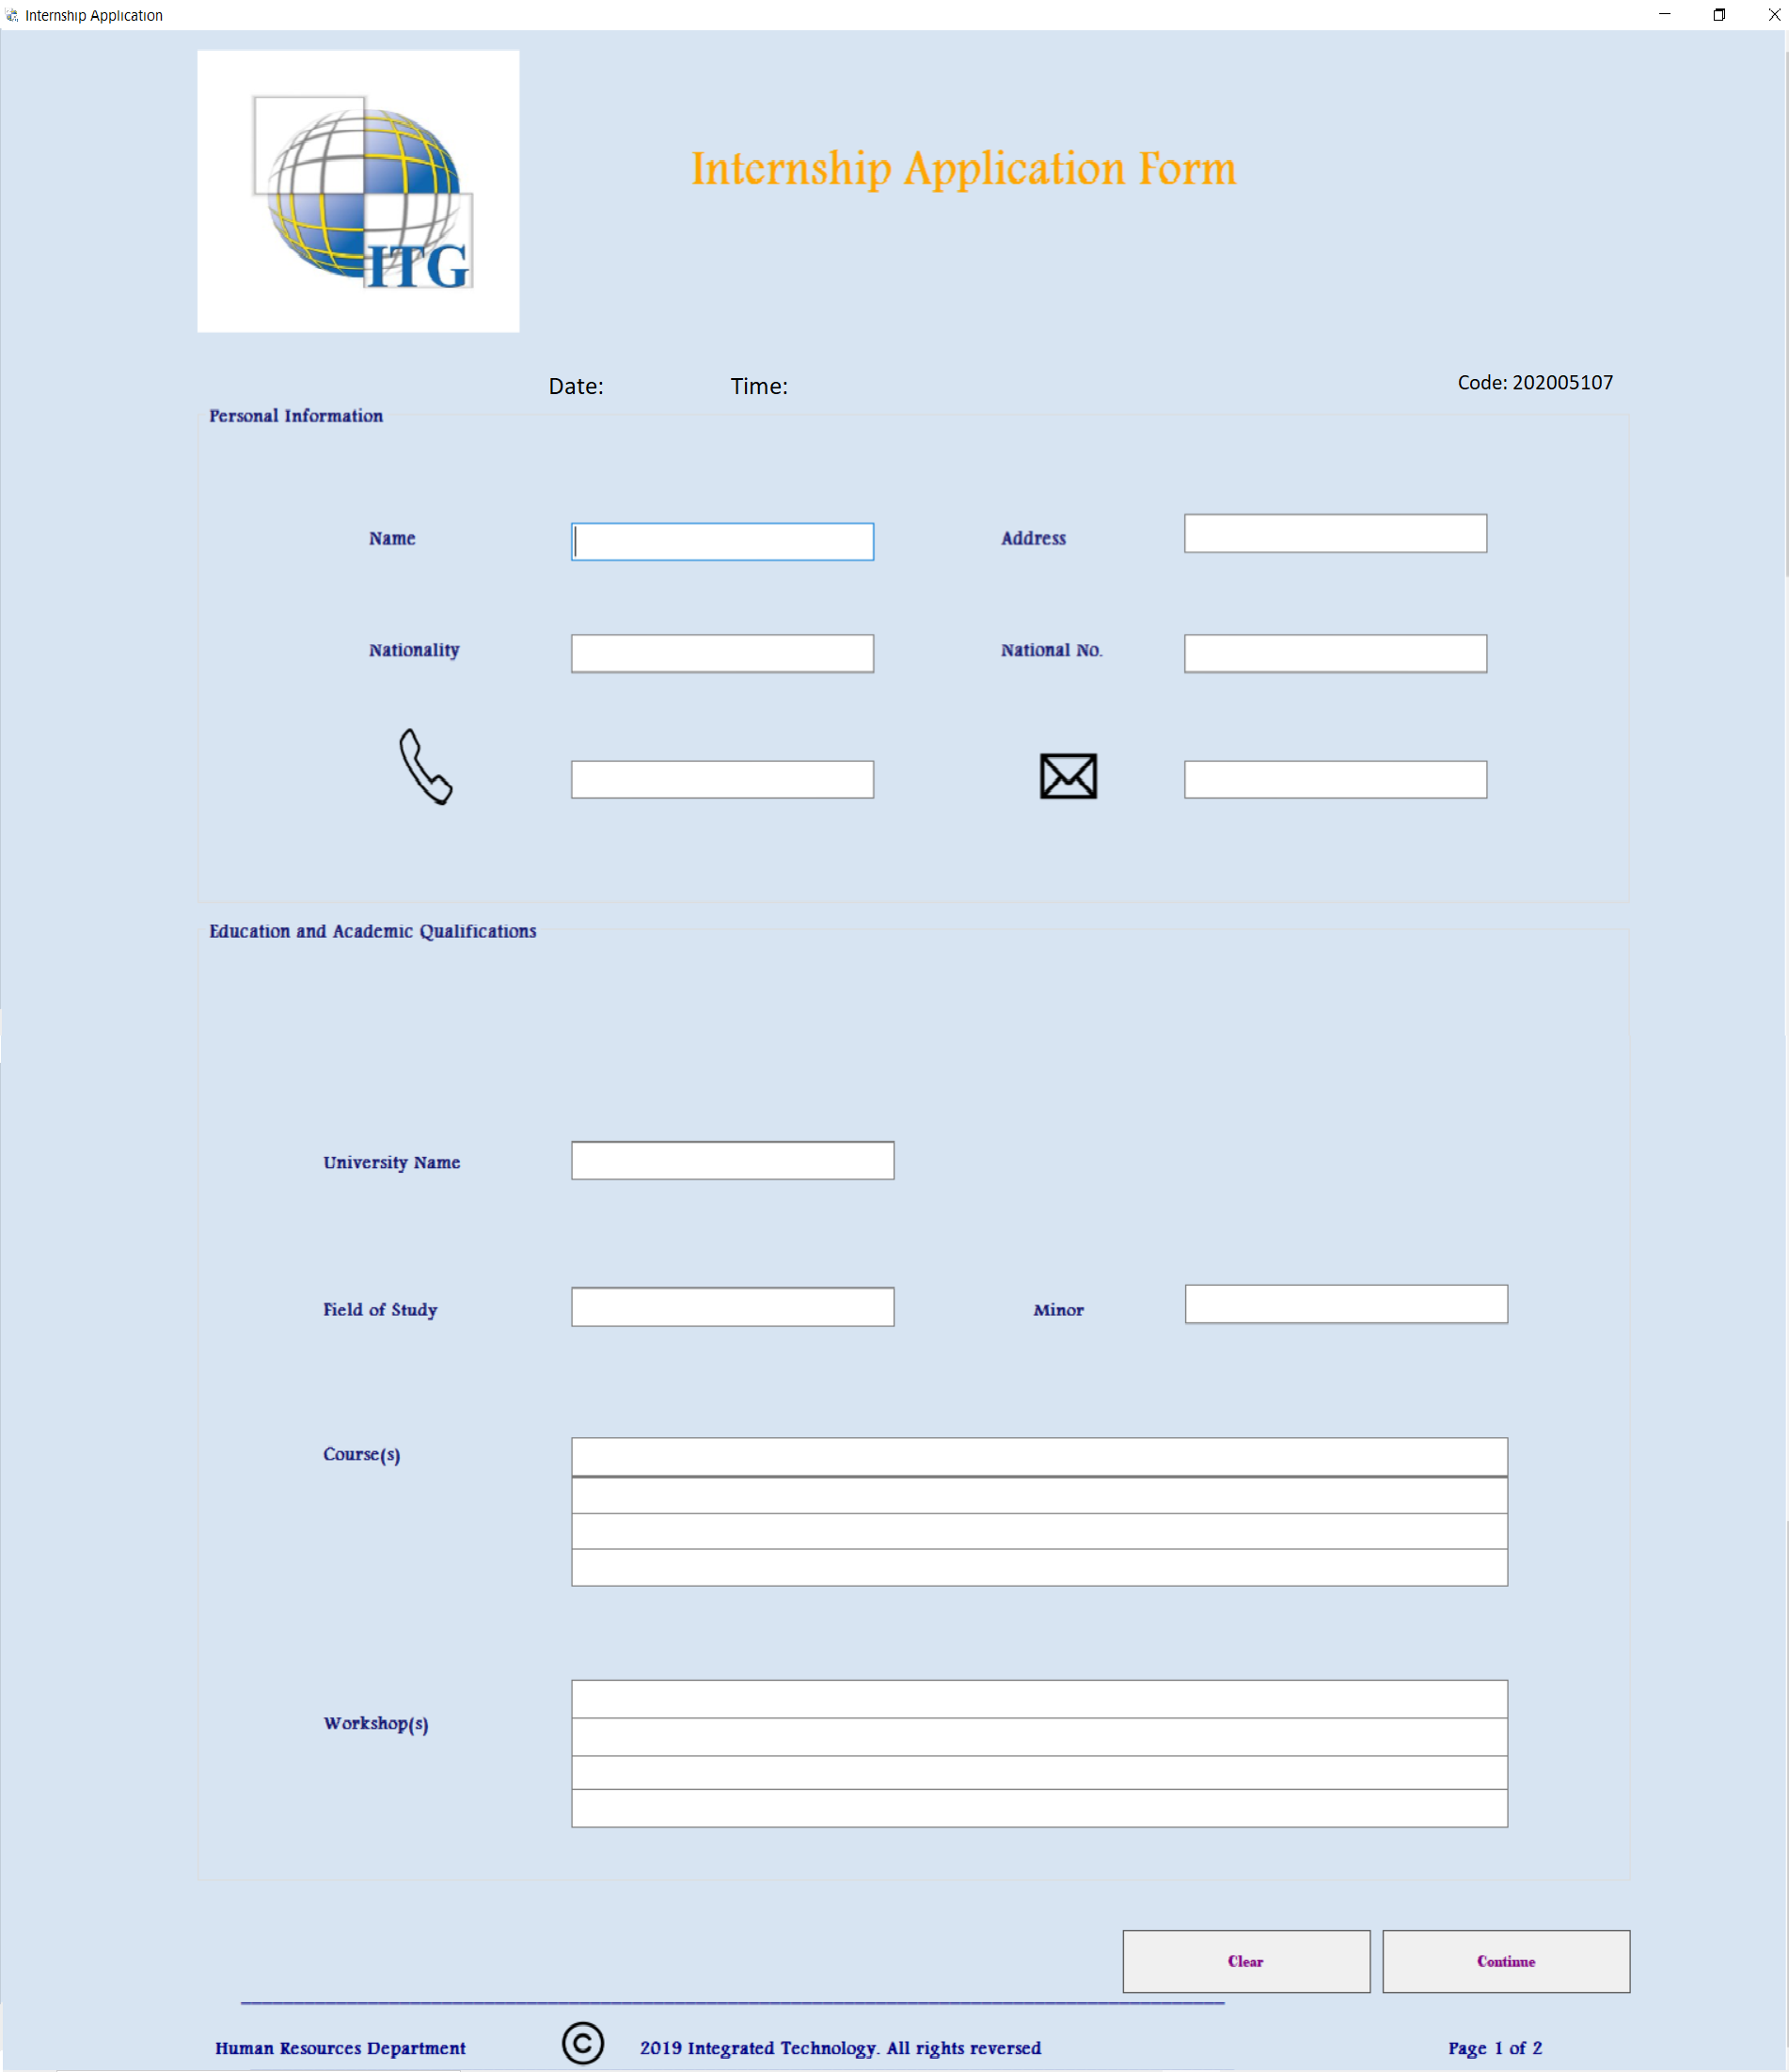 Internship Application
ITG
Internship Application Form
Date: Time: Code: 202005107
Personal Information
Name Address
Nationality National No.
Education and Academic Qualifications
University Name
Field of Study Minor
Course(s)
Workshop(s)
Clear Continue
Human Resources Department © 2019 Integrated Technology. All rights reversed Page 1 of 2